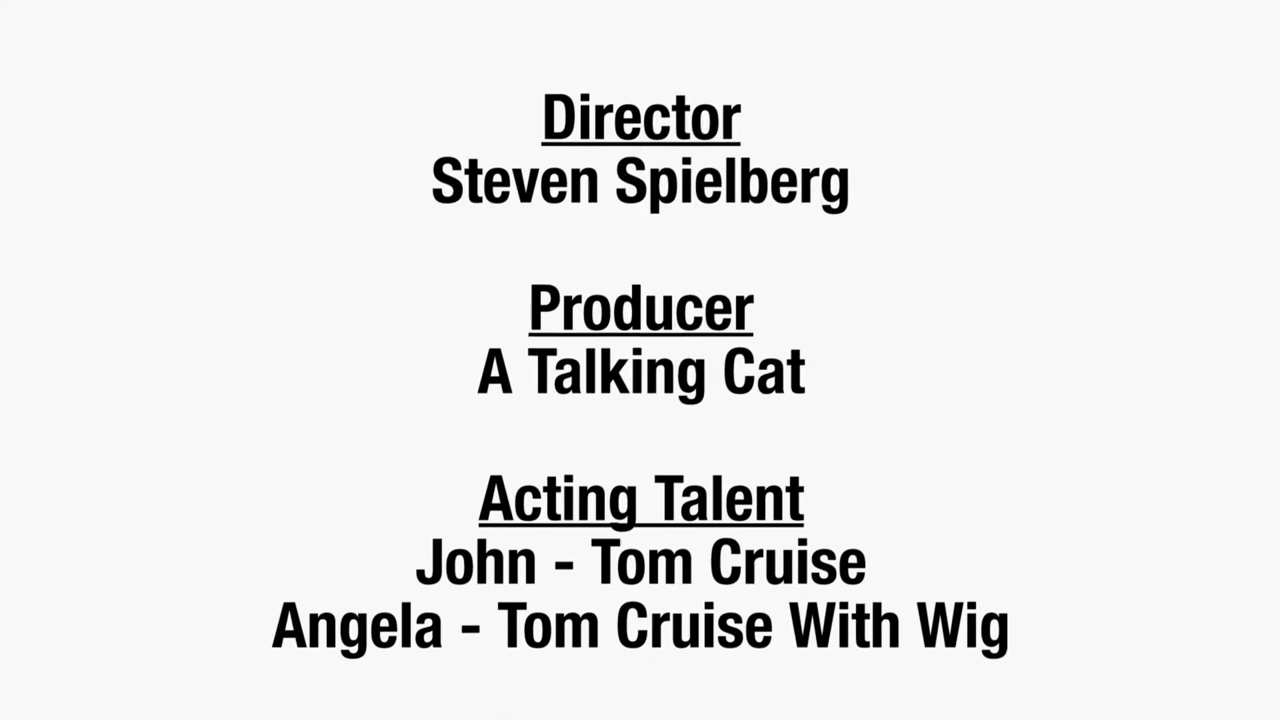 Director
Steven Spielberg
Producer
A Talking Cat
Acting Talent
John - Tom Cruise
Angela - Tom Cruise With Wig